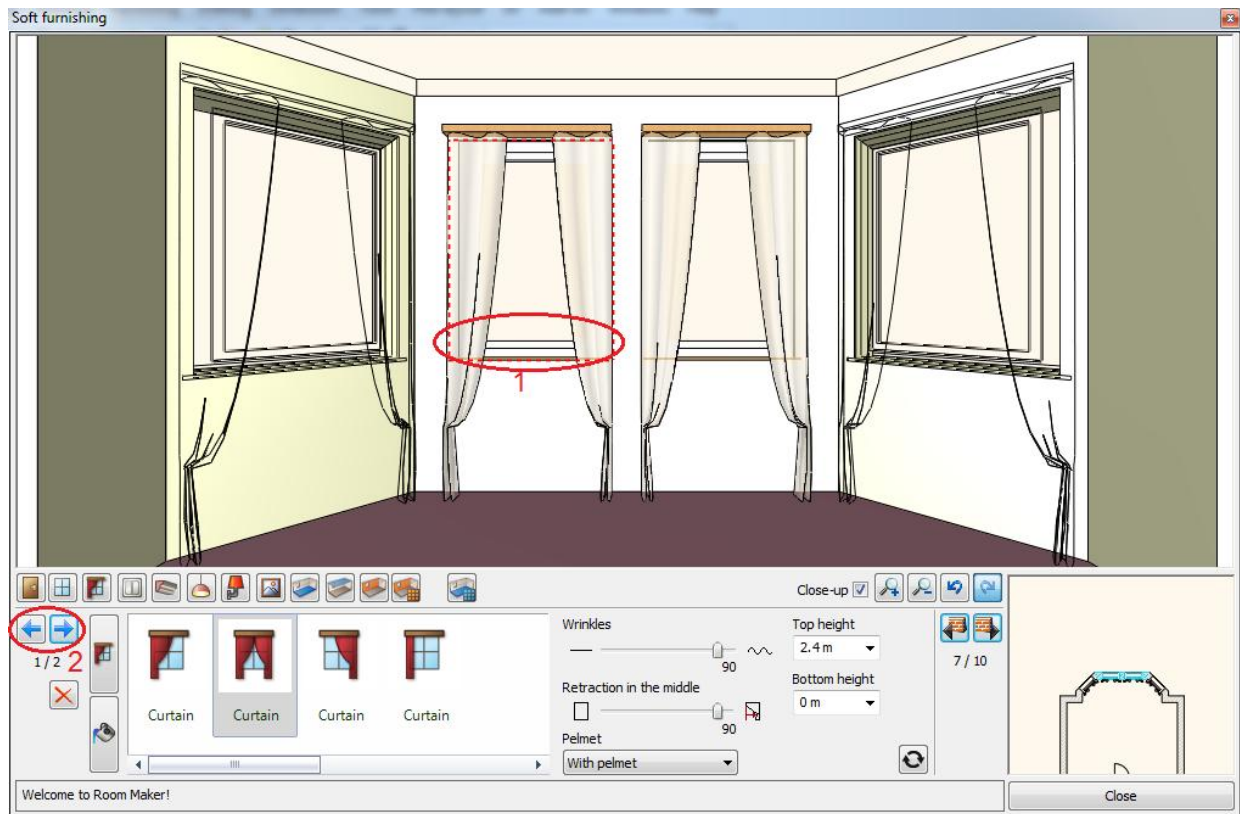 Soft furnishing
1
Close-up
2
1 / 2
Curtain
Curtain
Curtain
Curtain
Wrinkles
90
Retraction in the middle
90
Pelmet
With pelmet
Top height
2.4 m
Bottom height
0 m
7 / 10
Welcome to Room Maker!
Close